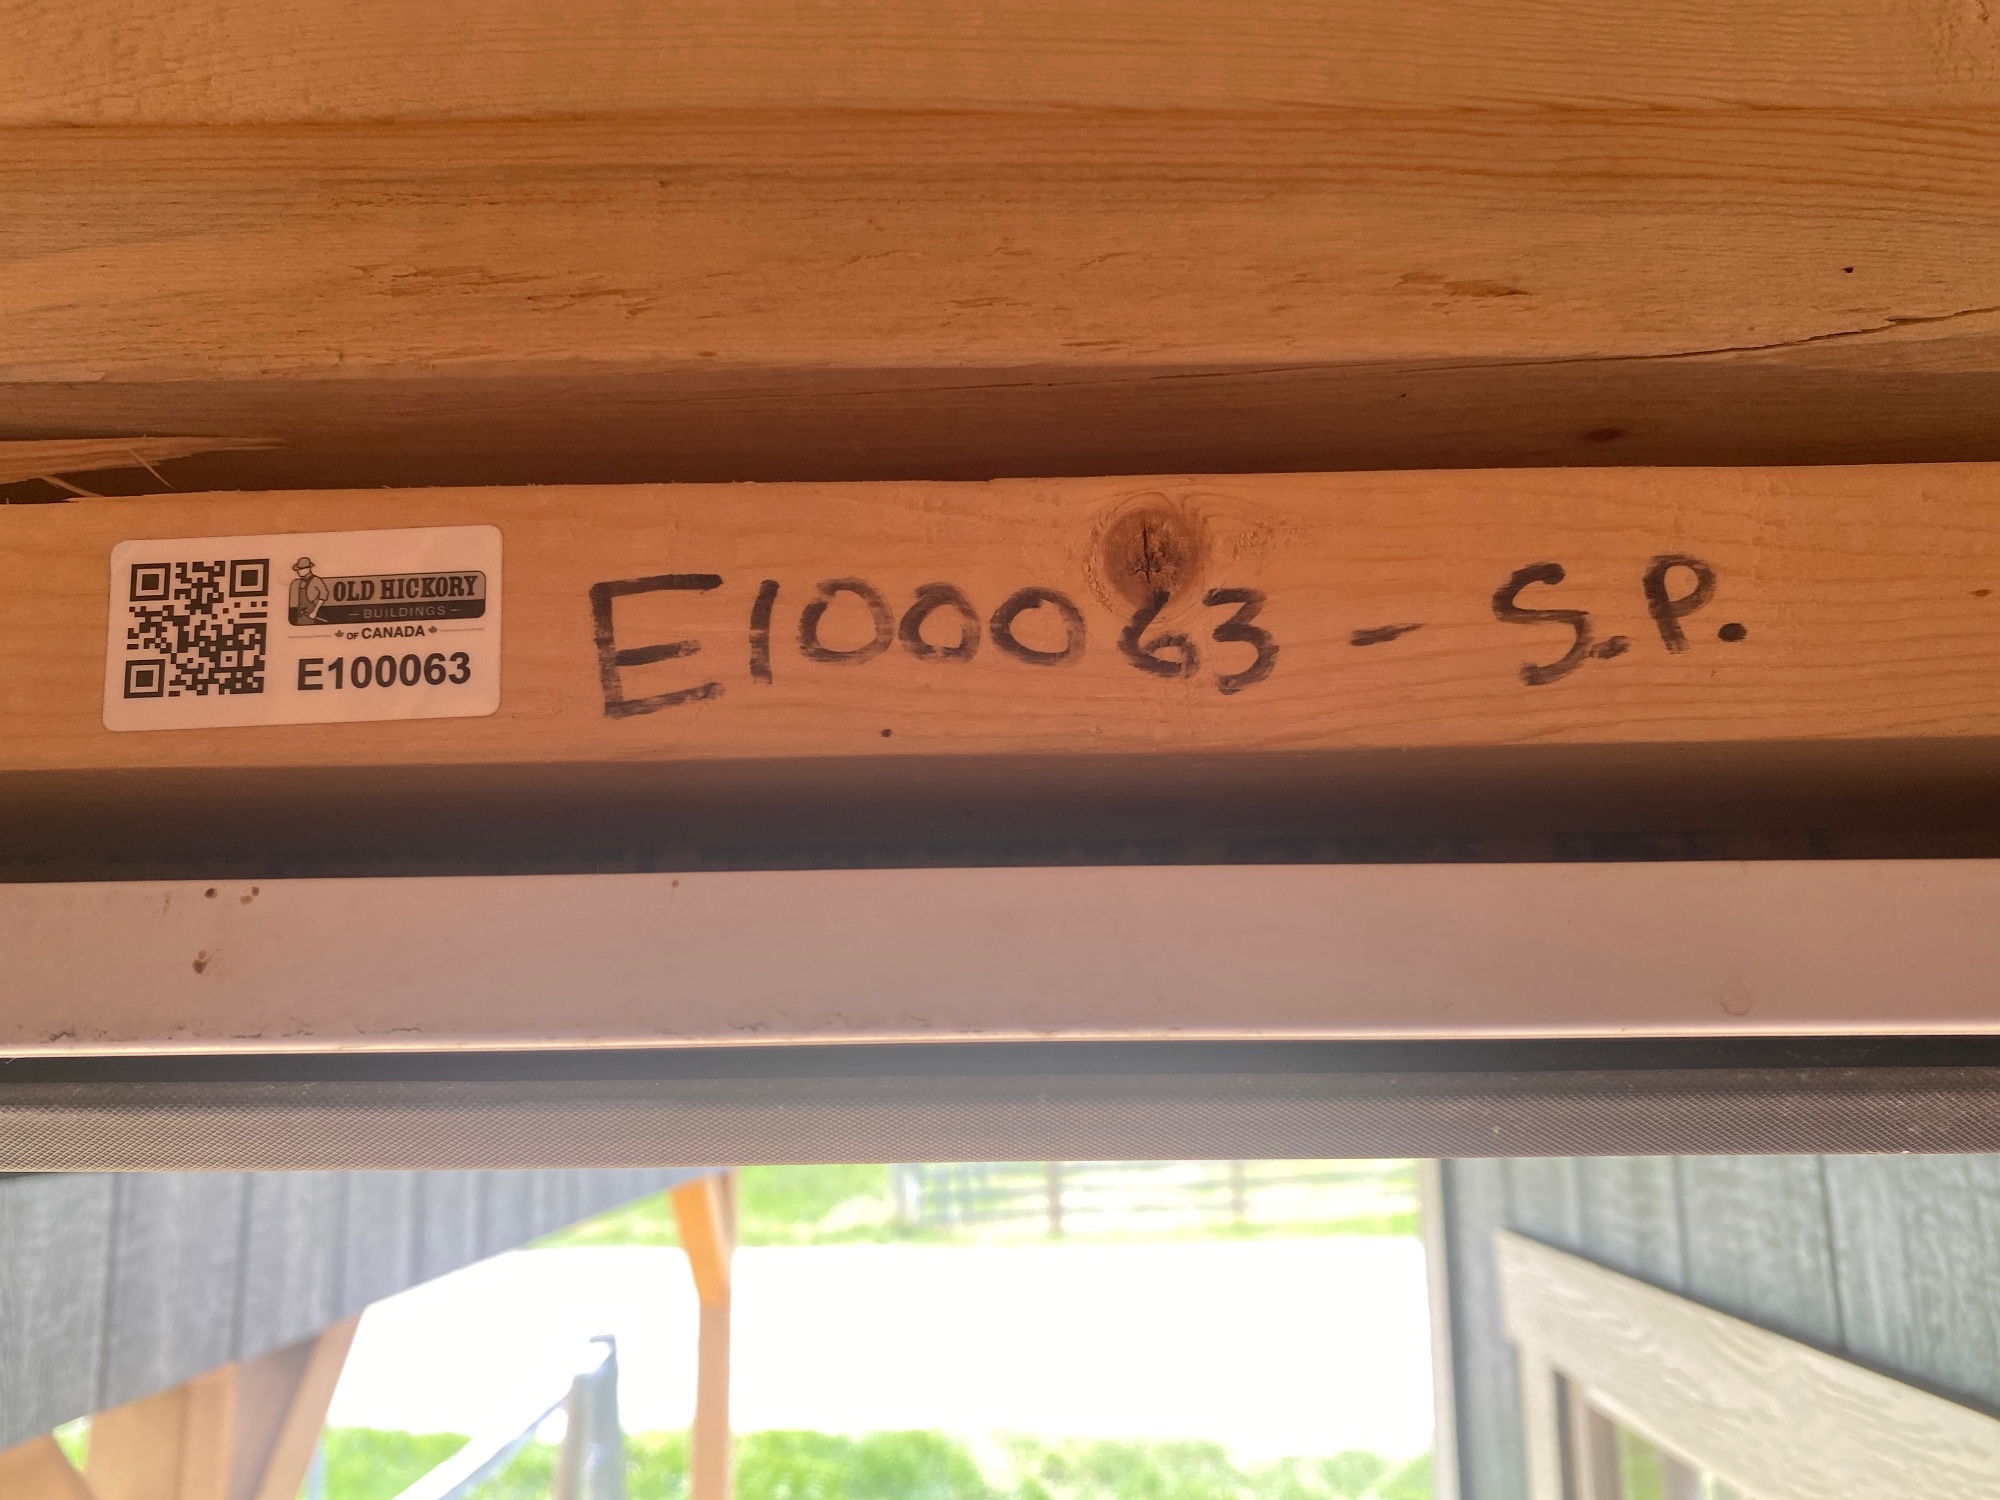 OLD HICKORY
BUILDINGS
OF CANADA
E100063
E100063 - S.P.